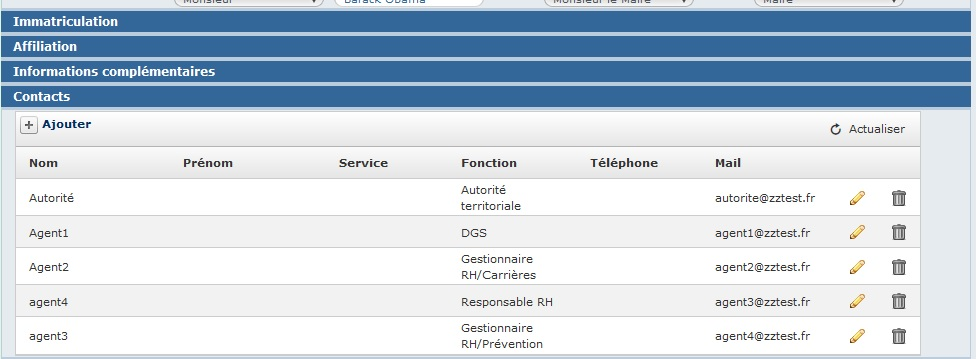 Monsieur Barack Obama Monsieur le Maire Maire
Immatriculation
Affiliation
Informations complémentaires
Contacts
Ajouter
Actualiser
Nom Prénom Service Fonction Téléphone Mail
Autorité Autorité territoriale autorite@zztest.fr
Agent1 DGS agent1@zztest.fr
Agent2 Gestionnaire RH/Carrières agent2@zztest.fr
agent4 Responsable RH agent3@zztest.fr
agent3 Gestionnaire RH/Prévention agent4@zztest.fr